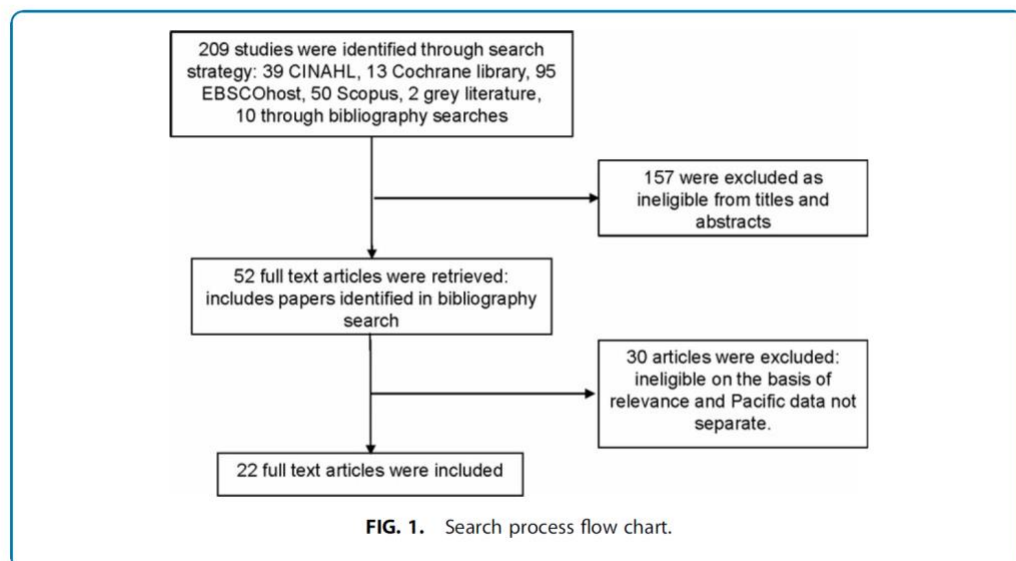 209 studies were identified through search
strategy: 39 CINAHL, 13 Cochrane library, 95
EBSCOhost, 50 Scopus, 2 grey literature,
10 through bibliography searches
157 were excluded as
ineligible from titles and
abstracts
52 full text articles were retrieved:
includes papers identified in bibliography
search
30 articles were excluded:
ineligible on the basis of
relevance and Pacific data not
separate.
22 full text articles were included
FIG. 1. Search process flow chart.